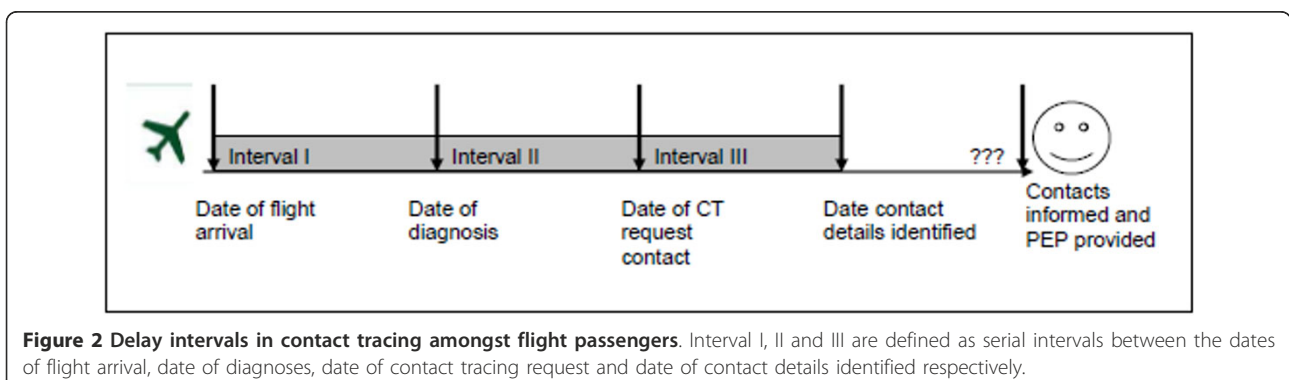 Interval I
Interval II
Interval III
???
Date of flight
arrival
Date of
diagnosis
Date of CT
request
contact
Date contact
details identified
Contacts
informed and
PEP provided
Figure 2 Delay intervals in contact tracing amongst flight passengers. Interval I, II and III are defined as serial intervals between the dates
of flight arrival, date of diagnoses, date of contact tracing request and date of contact details identified respectively.